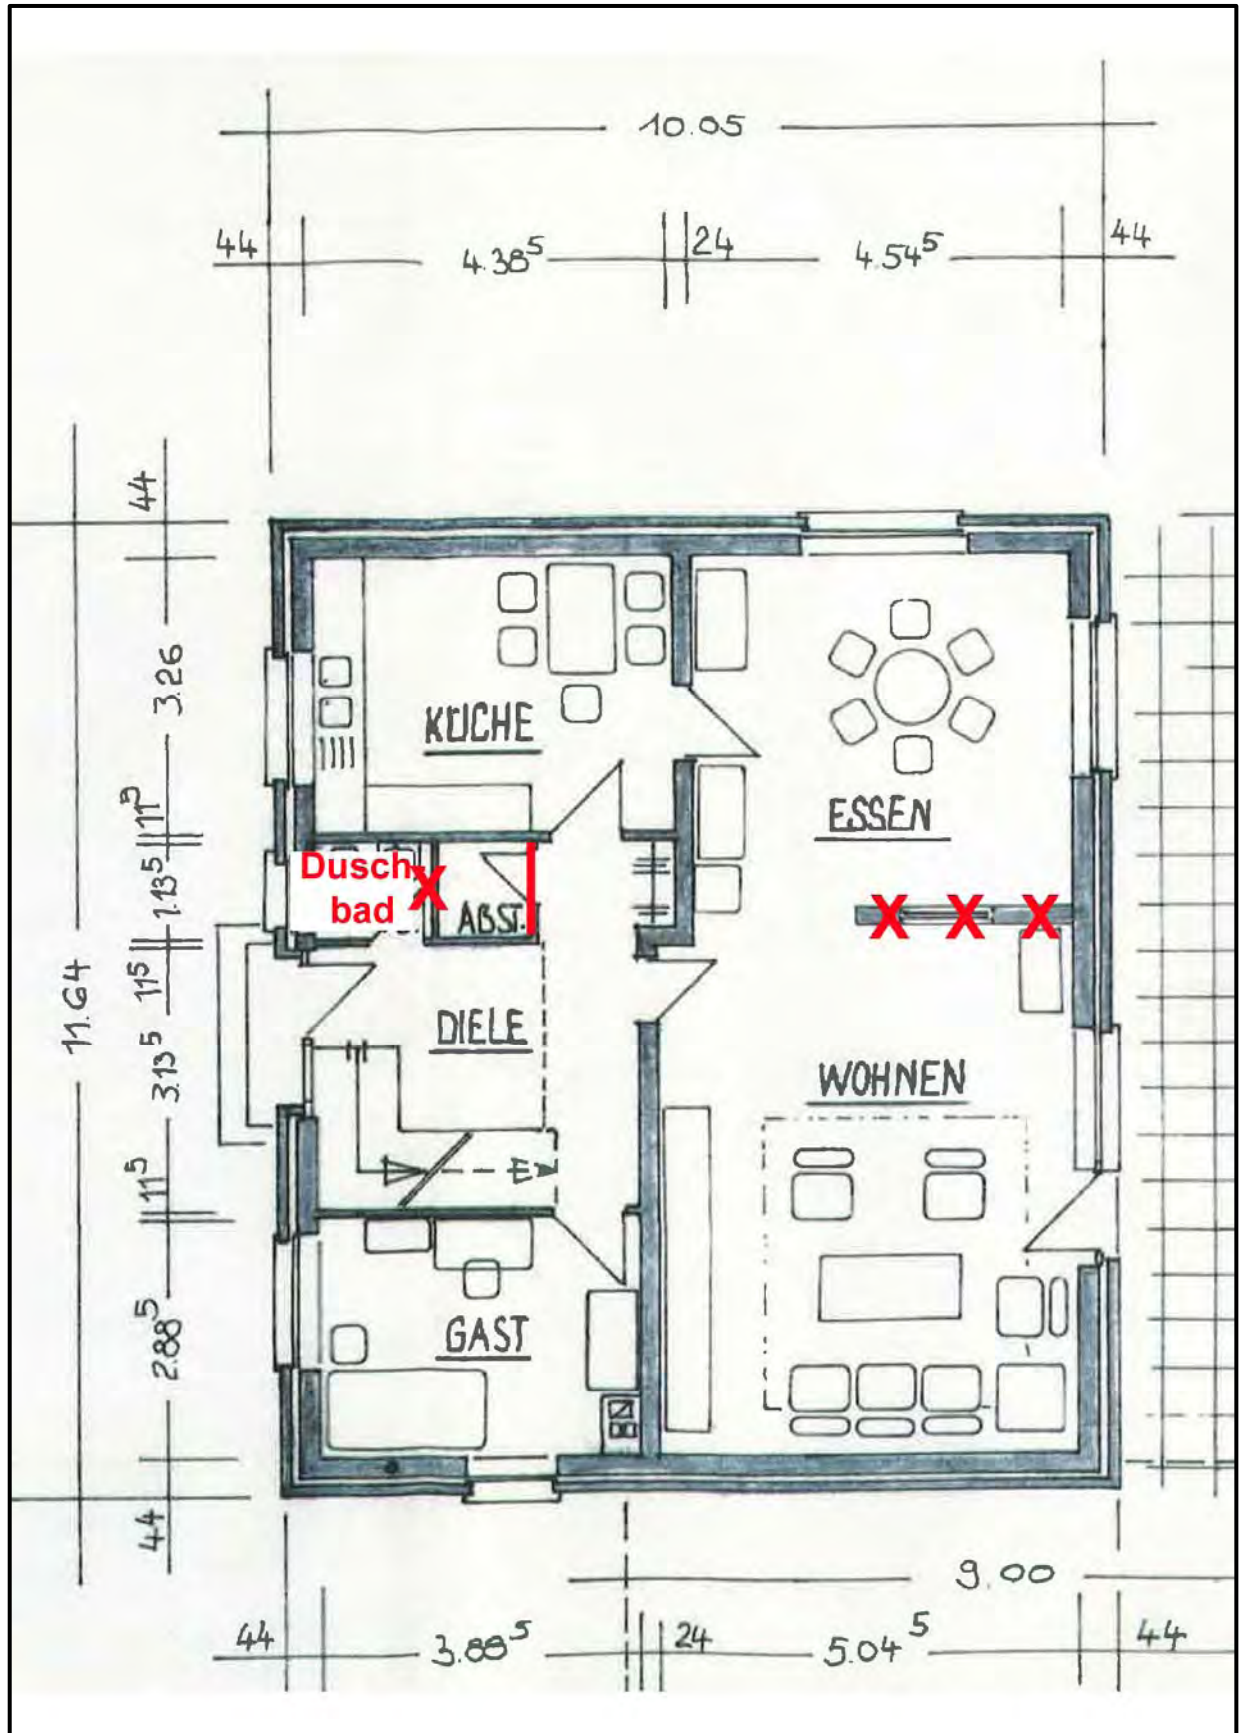 10.05
44
4.38⁵
24
4.54⁵
44
44
3.26
11⁵
1.13⁵
11⁵
3.13⁵
11⁵
2.88⁵
44
11.64
KÜCHE
ESSEN
Dusch,
bad
X
ABST.
X X X
DIELE
WOHNEN
E
GAST
9.00
44
3.88⁵
24
5.04⁵
44